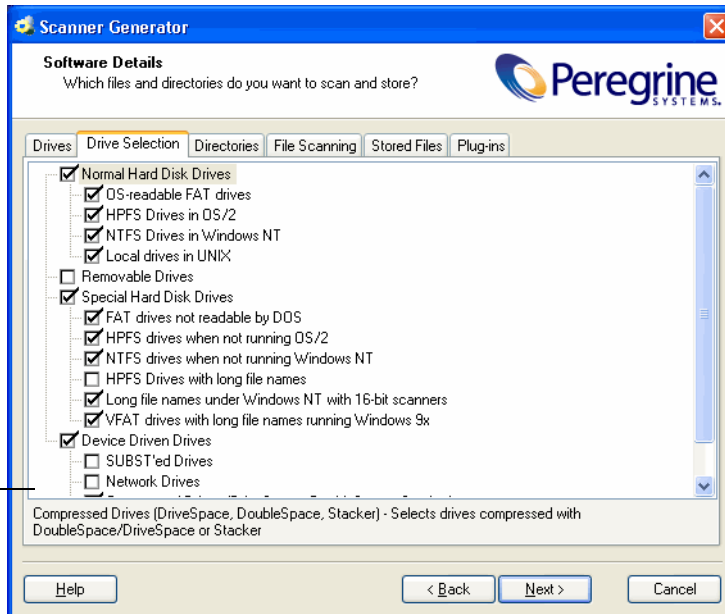 Scanner Generator
Software Details
Which files and directories do you want to scan and store?
Peregrine
SYSTEMS.
Drives
Drive Selection
Directories
File Scanning
Stored Files
Plug-ins
Normal Hard Disk Drives
OS-readable FAT drives
HPFS Drives in OS/2
NTFS Drives in Windows NT
Local drives in UNIX
Removable Drives
Special Hard Disk Drives
FAT drives not readable by DOS
HPFS drives when not running OS/2
NTFS drives when not running Windows NT
HPFS Drives with long file names
Long file names under Windows NT with 16-bit scanners
VFAT drives with long file names running Windows 9x
Device Driven Drives
SUBST'ed Drives
Network Drives
Compressed Drives (DriveSpace, DoubleSpace, Stacker) - Selects drives compressed with
DoubleSpace/DriveSpace or Stacker
Help
< Back
Next >
Cancel